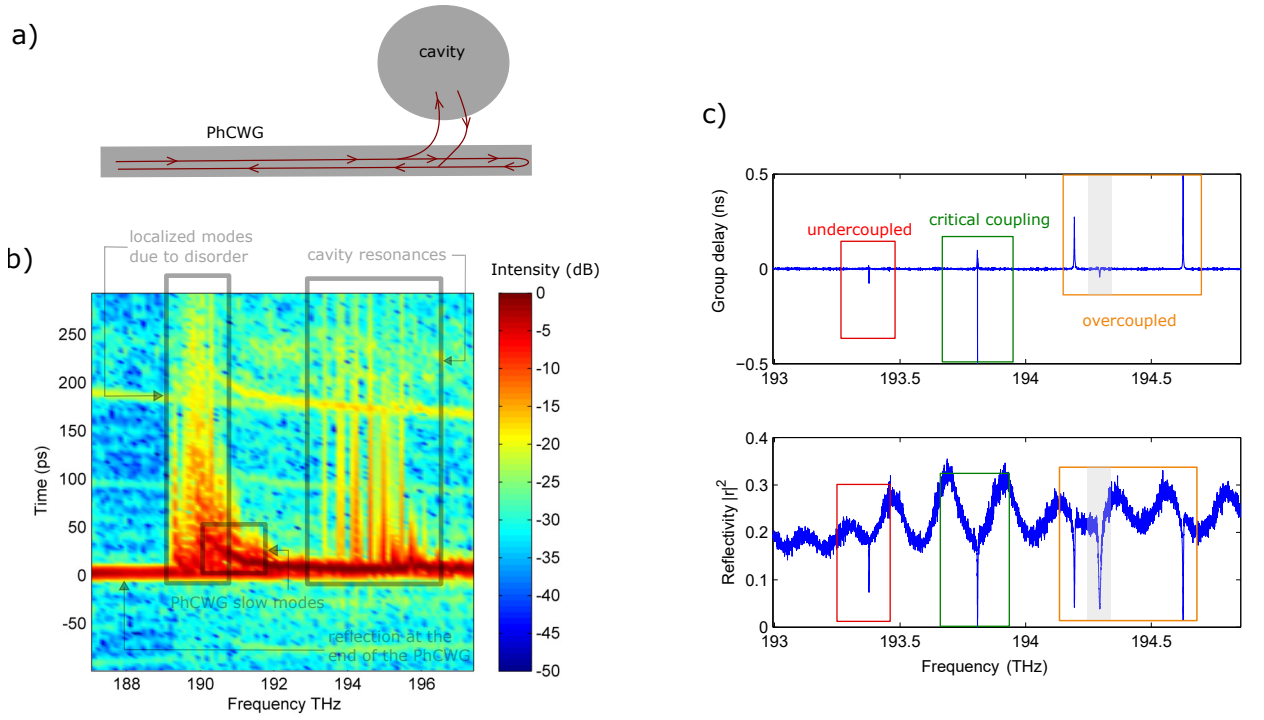 a)
cavity
PhCWG
b)
localized modes
due to disorder
cavity resonances
Intensity (dB)
250
200
150
100
50
0
-50
Time (ps)
188
190
192
194
196
Frequency THz
PhCWG slow modes
reflection at the
end of the PhCWG
0
-5
-10
-15
-20
-25
-30
-35
-40
-45
-50
c)
Group delay (ns)
0.5
0
−0.5
undercoupled
critical coupling
overcoupled
193
193.5
194
194.5
Reflectivity |r|²
0.4
0.3
0.2
0.1
0
193
193.5
194
194.5
Frequency (THz)